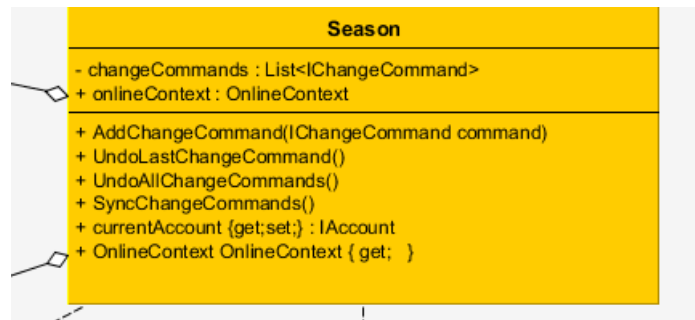 Season
- changeCommands : List<IChangeCommand>
+ onlineContext : OnlineContext
+ AddChangeCommand(IChangeCommand command)
+ UndoLastChangeCommand()
+ UndoAllChangeCommands()
+ SyncChangeCommands()
+ currentAccount {get;set;} : IAccount
+ OnlineContext OnlineContext { get;   }